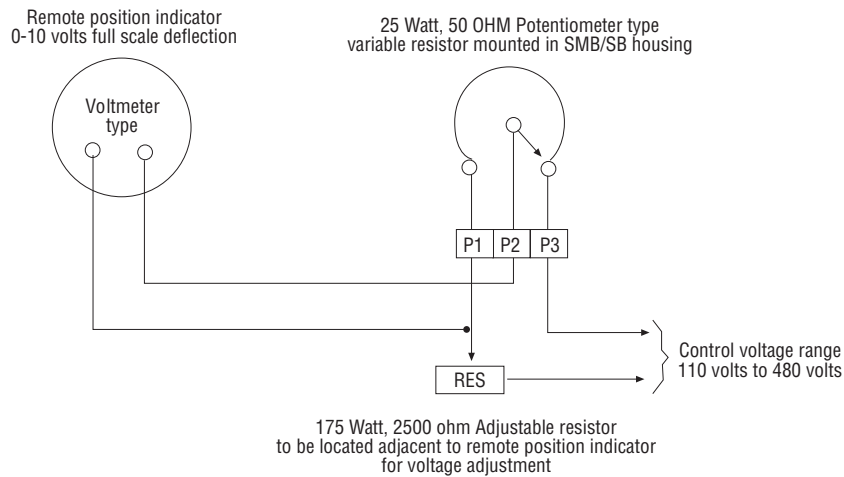 Remote position indicator
0-10 volts full scale deflection
25 Watt, 50 OHM Potentiometer type
variable resistor mounted in SMB/SB housing
Voltmeter
type
P1 P2 P3
Control voltage range
110 volts to 480 volts
RES
175 Watt, 2500 ohm Adjustable resistor
to be located adjacent to remote position indicator
for voltage adjustment